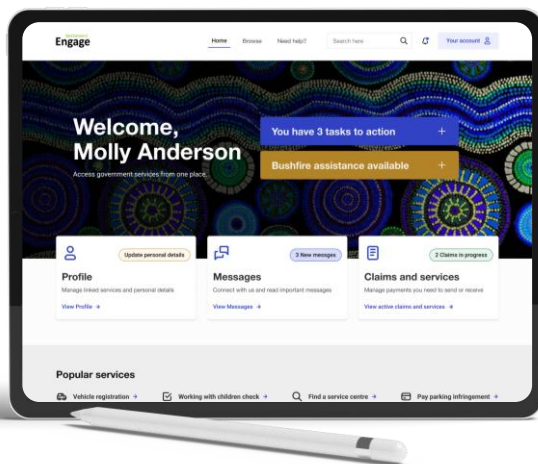 Engage
Home Browse Need help? Search here Your account
Welcome,
Molly Anderson
Access government services from one place.
You have 3 tasks to action
Bushfire assistance available
Update personal details
3 New messages
2 Claims in progress
Profile
Manage linked services and personal details
View Profile
Messages
Connect with us and read important messages
View Messages
Claims and services
Manage payments you need to send or receive
View active claims and services
Popular services
Vehicle registration
Working with children check
Find a service centre
Pay parking infringement